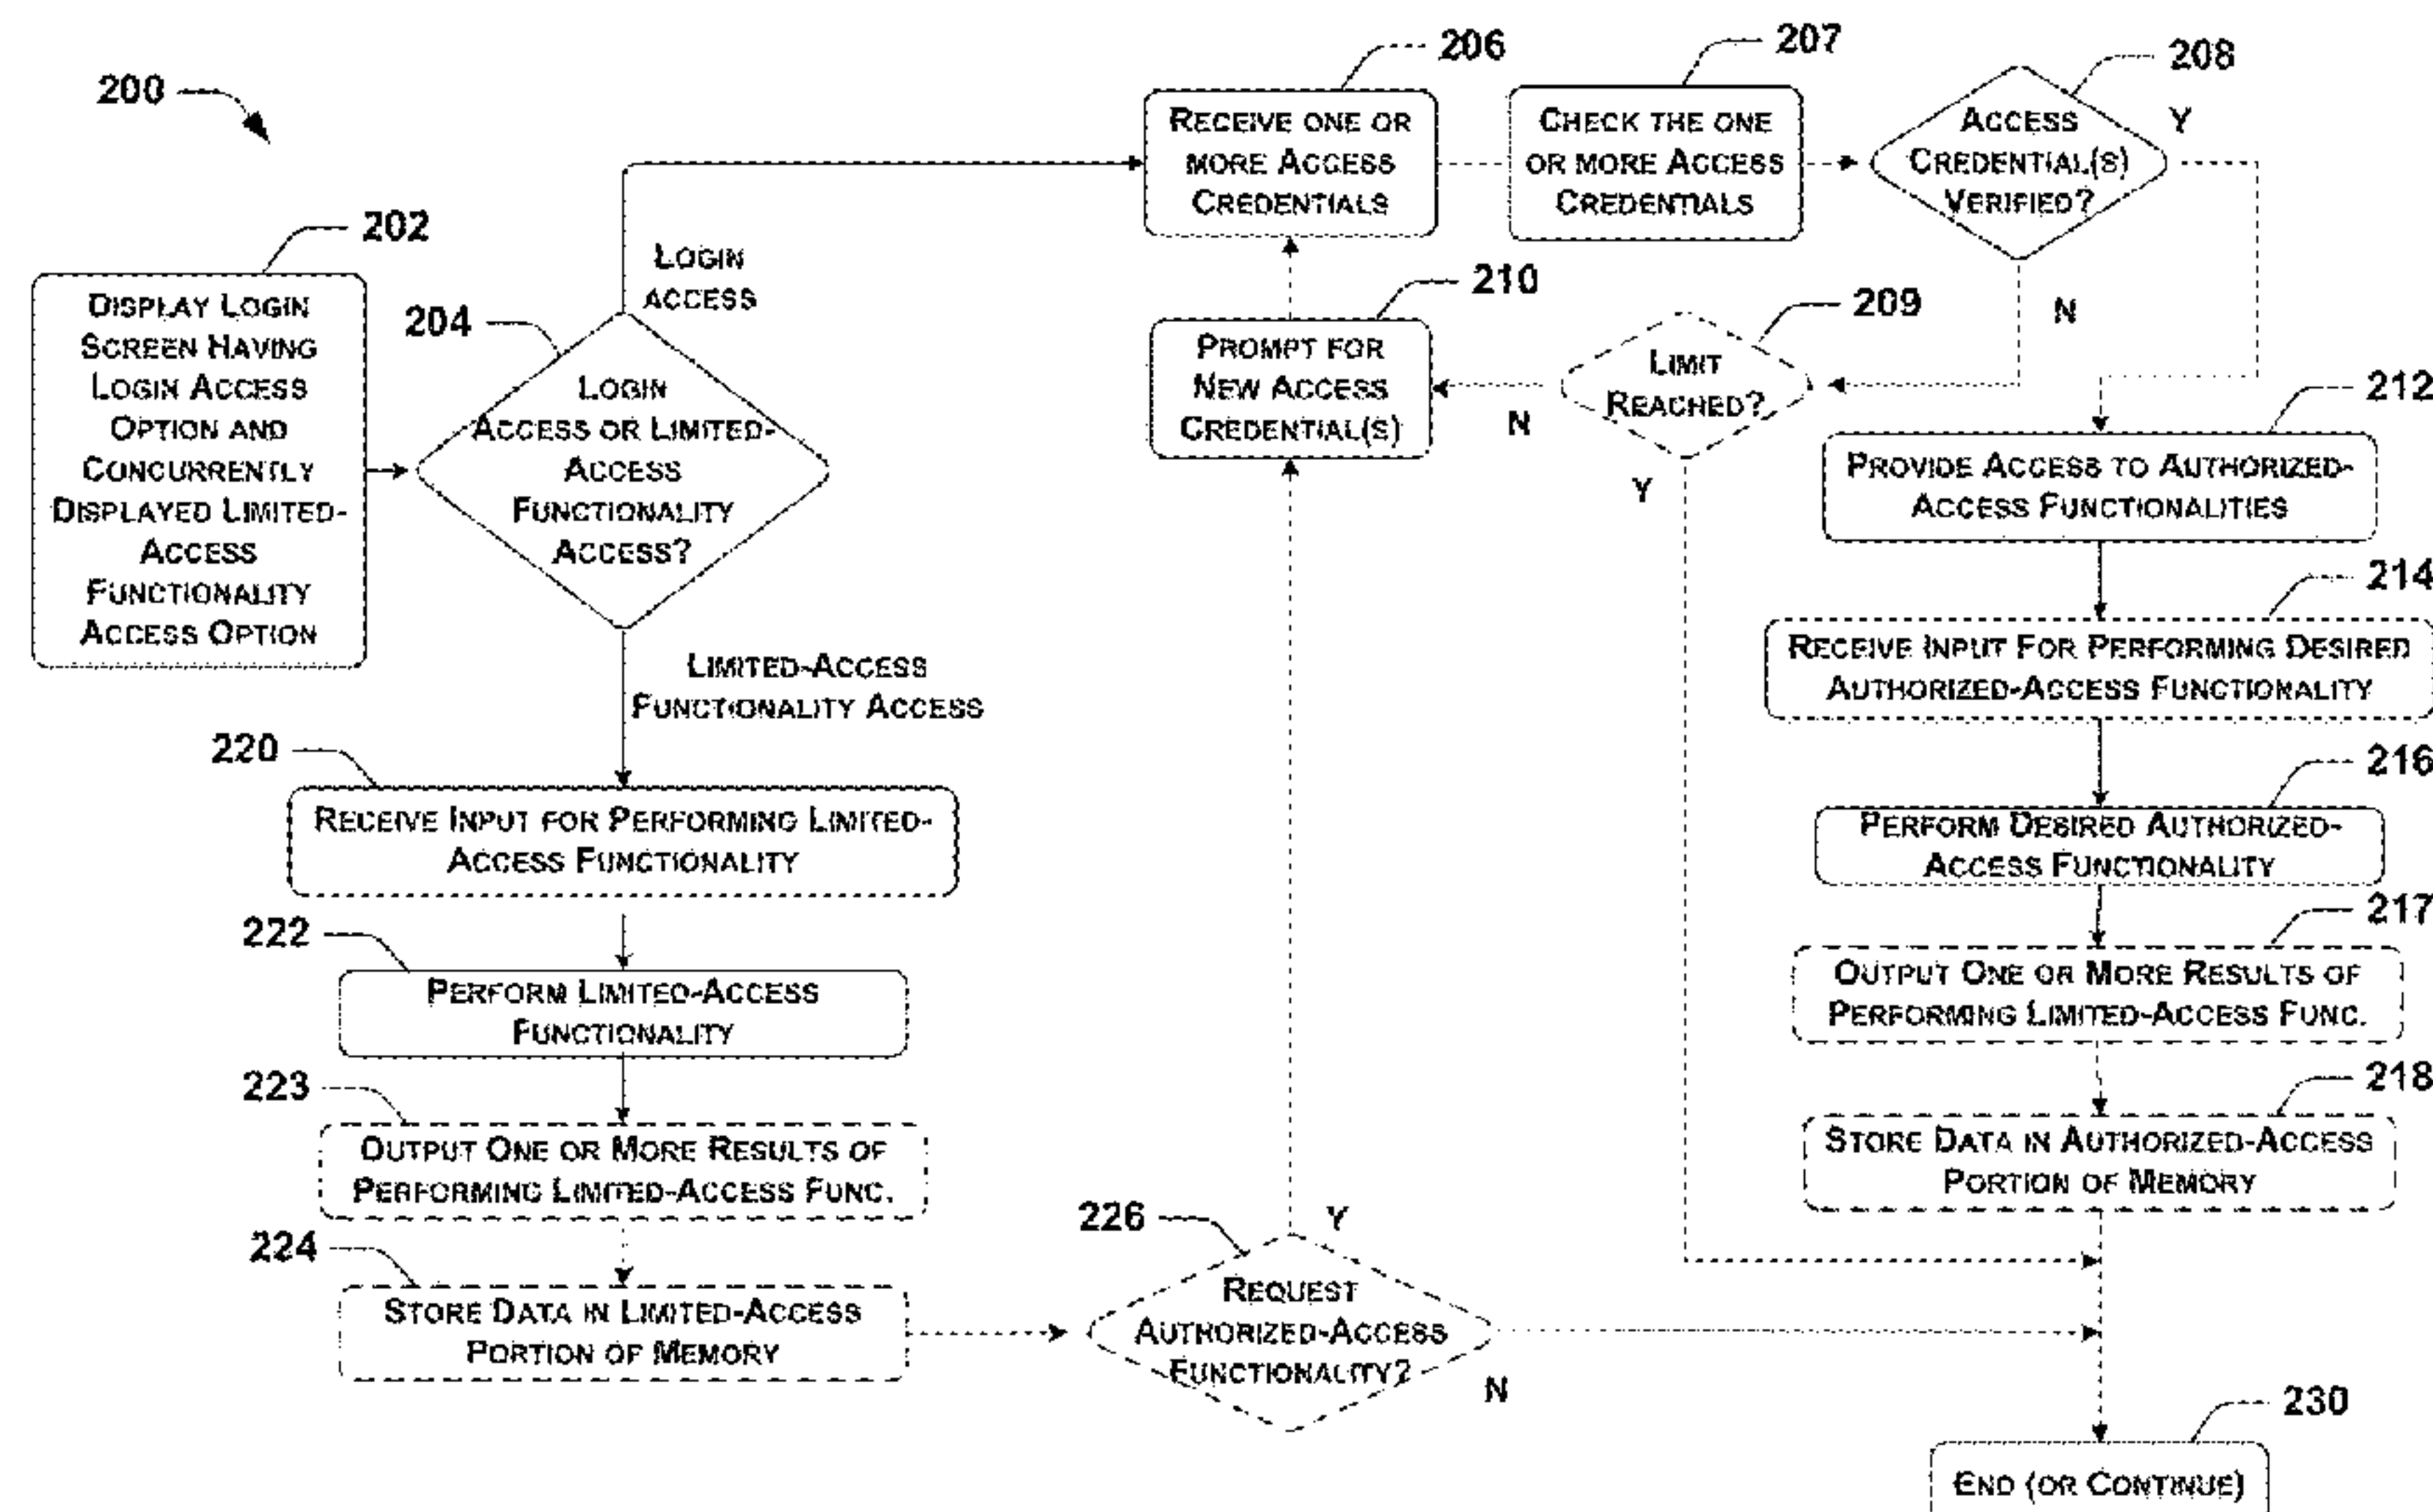 200
202
DISPLAY LOGIN
SCREEN HAVING
LOGIN ACCESS
OPTION AND
CONCURRENTLY
DISPLAYED LIMITED-
ACCESS
FUNCTIONALITY
ACCESS OPTION
204
LOGIN
ACCESS OR LIMITED-
ACCESS
FUNCTIONALITY
ACCESS?
LOGIN
ACCESS
206
RECEIVE ONE OR
MORE ACCESS
CREDENTIALS
207
CHECK THE ONE
OR MORE ACCESS
CREDENTIALS
208
ACCESS
CREDENTIAL(S)
VERIFIED?
Y
N
209
LIMIT
REACHED?
N
Y
210
PROMPT FOR
NEW ACCESS
CREDENTIAL(S)
212
PROVIDE ACCESS TO AUTHORIZED-
ACCESS FUNCTIONALITIES
214
RECEIVE INPUT FOR PERFORMING DESIRED
AUTHORIZED-ACCESS FUNCTIONALITY
216
PERFORM DESIRED AUTHORIZED-
ACCESS FUNCTIONALITY
217
OUTPUT ONE OR MORE RESULTS OF
PERFORMING LIMITED-ACCESS FUNC.
218
STORE DATA IN AUTHORIZED-ACCESS
PORTION OF MEMORY
LIMITED-ACCESS
FUNCTIONALITY ACCESS
220
RECEIVE INPUT FOR PERFORMING LIMITED-
ACCESS FUNCTIONALITY
222
PERFORM LIMITED-ACCESS
FUNCTIONALITY
223
OUTPUT ONE OR MORE RESULTS OF
PERFORMING LIMITED-ACCESS FUNC.
224
STORE DATA IN LIMITED-ACCESS
PORTION OF MEMORY
226
REQUEST
AUTHORIZED-ACCESS
FUNCTIONALITY?
Y
N
230
END (OR CONTINUE)